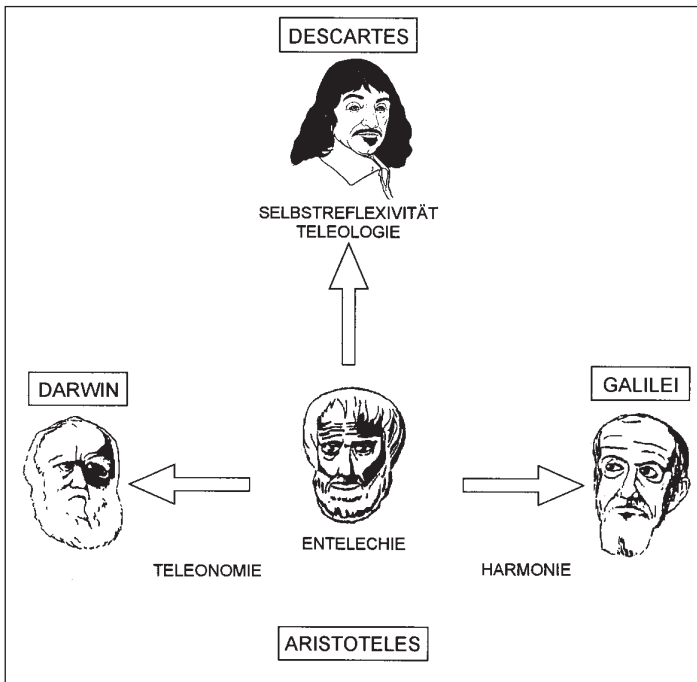 DESCARTES
SELBSTREFLEXIVITÄT
TELEOLOGIE
DARWIN
GALILEI
ENTELECHIE
TELEONOMIE
HARMONIE
ARISTOTELES